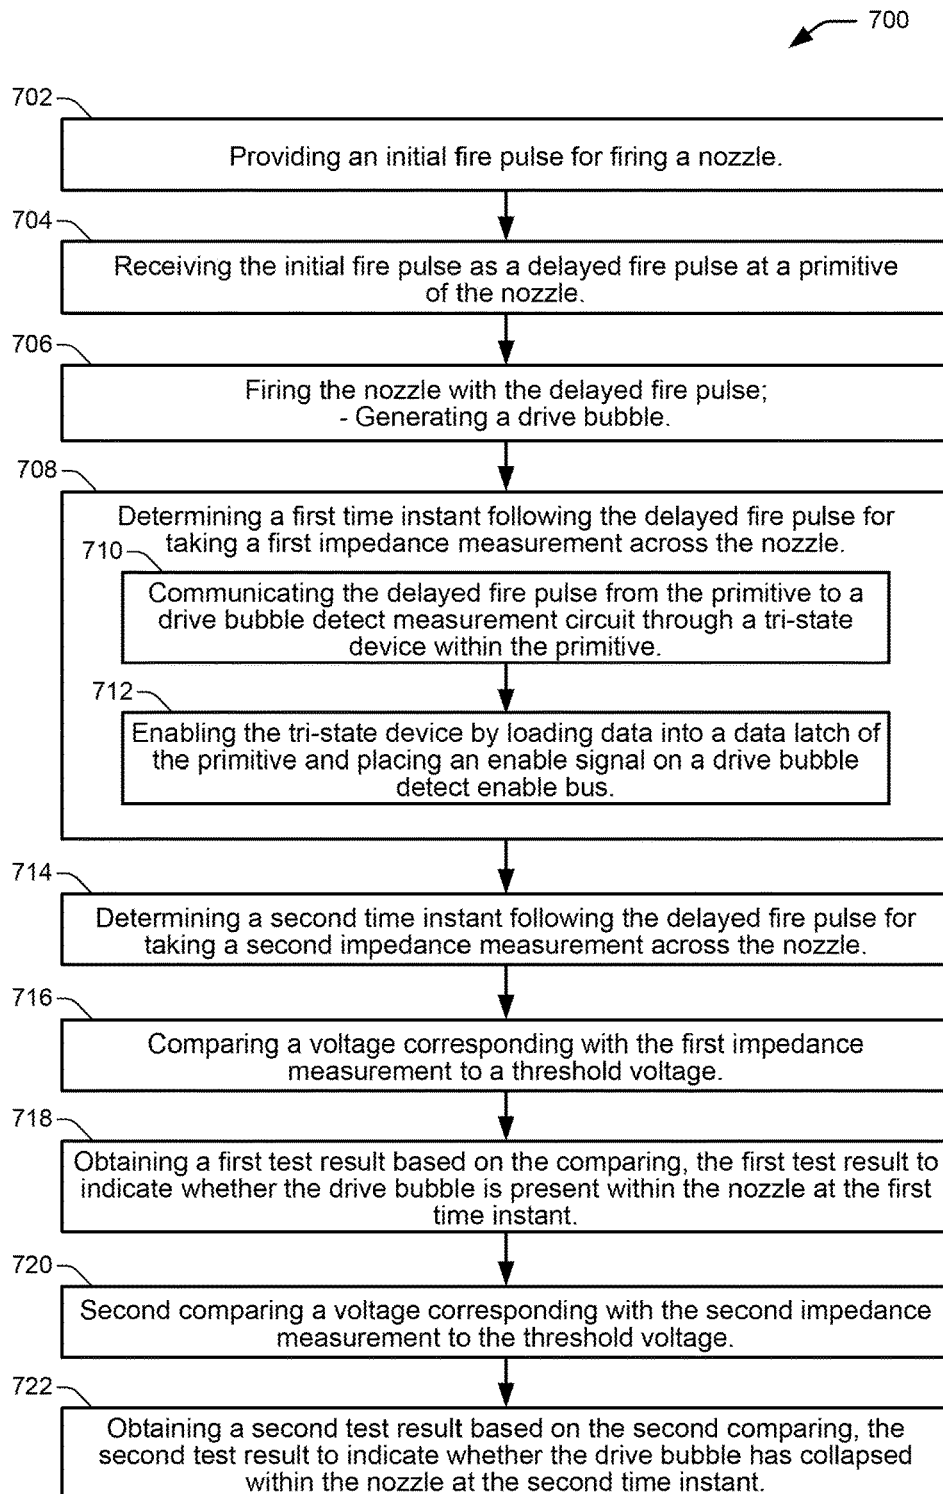 700
702
Providing an initial fire pulse for firing a nozzle.
704
Receiving the initial fire pulse as a delayed fire pulse at a primitive
of the nozzle.
706
Firing the nozzle with the delayed fire pulse;
- Generating a drive bubble.
708
Determining a first time instant following the delayed fire pulse for
taking a first impedance measurement across the nozzle.
710
Communicating the delayed fire pulse from the primitive to a
drive bubble detect measurement circuit through a tri-state
device within the primitive.
712
Enabling the tri-state device by loading data into a data latch of
the primitive and placing an enable signal on a drive bubble
detect enable bus.
714
Determining a second time instant following the delayed fire pulse for
taking a second impedance measurement across the nozzle.
716
Comparing a voltage corresponding with the first impedance
measurement to a threshold voltage.
718
Obtaining a first test result based on the comparing, the first test result to
indicate whether the drive bubble is present within the nozzle at the first
time instant.
720
Second comparing a voltage corresponding with the second impedance
measurement to the threshold voltage.
722
Obtaining a second test result based on the second comparing, the
second test result to indicate whether the drive bubble has collapsed
within the nozzle at the second time instant.